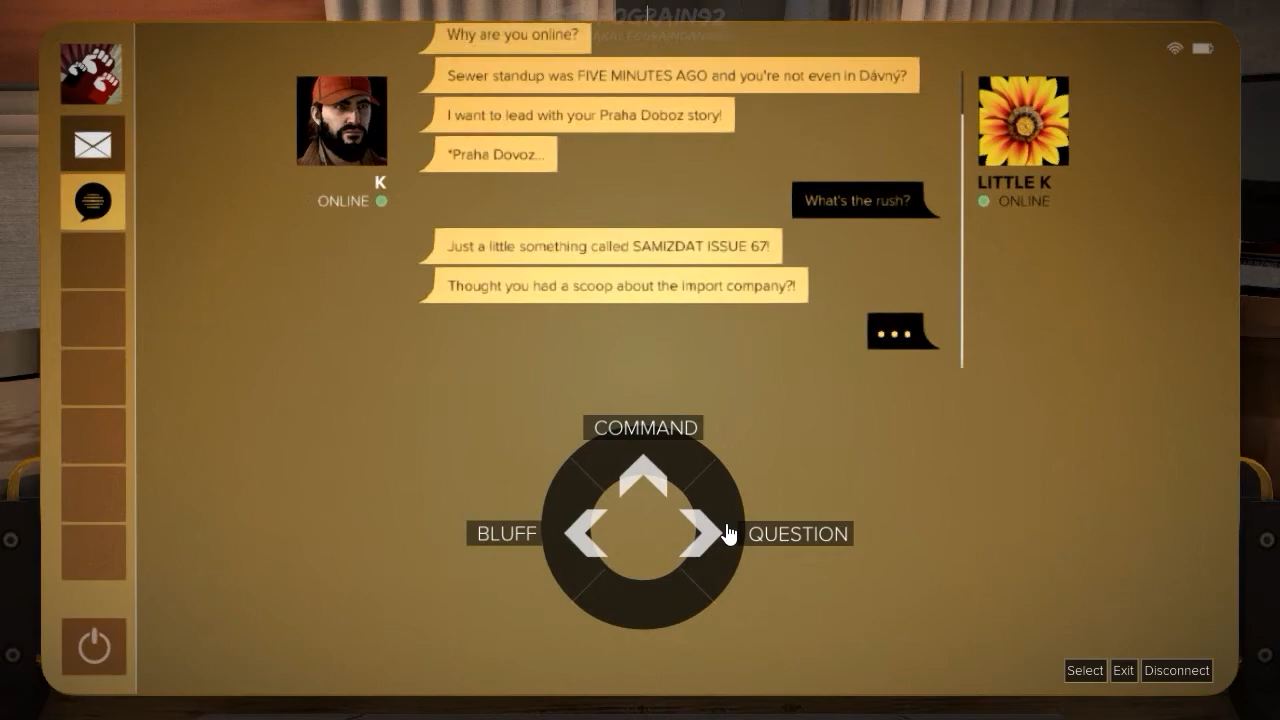 Why are you online?
Sewer standup was FIVE MINUTES AGO and you're not even in Dávný?
I want to lead with your Praha Doboz story!
*Praha Dovoz...
K
ONLINE
LITTLE K
ONLINE
What's the rush?
Just a little something called SAMIZDAT ISSUE 67!
Thought you had a scoop about the import company?!
COMMAND
BLUFF
QUESTION
Select
Exit
Disconnect